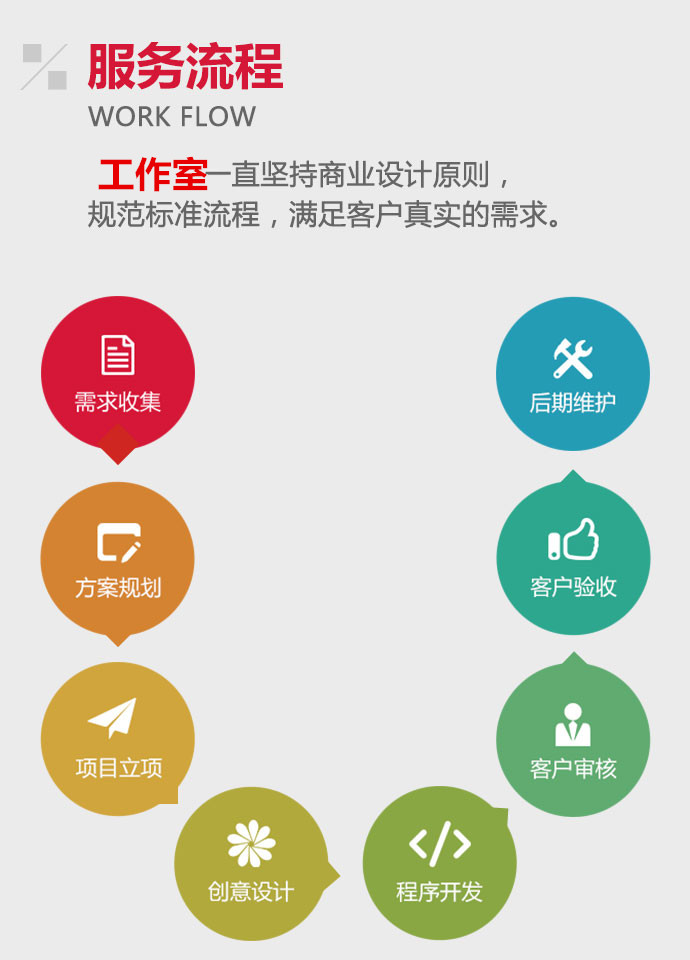 服务流程
WORK FLOW
工作室一直坚持商业设计原则，
规范标准流程，满足客户真实的需求。
需求收集
方案规划
项目立项
创意设计
程序开发
客户审核
客户验收
后期维护